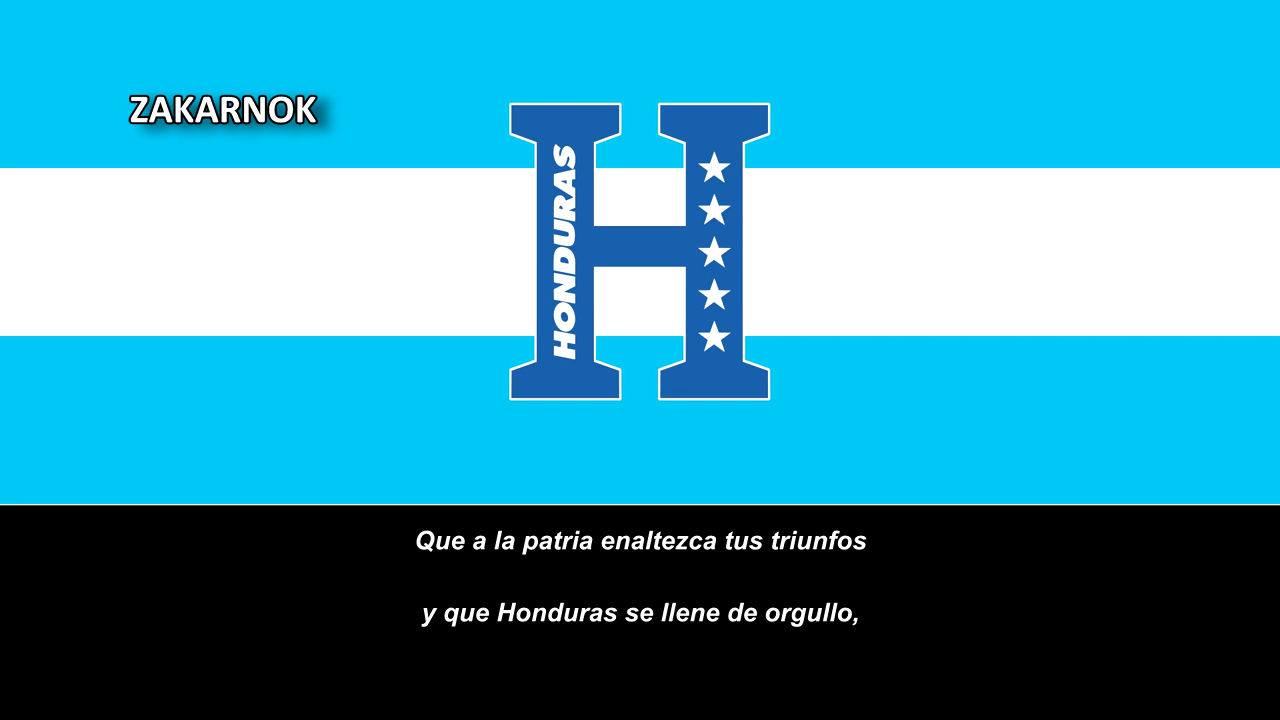 ZAKARNOK
HONDURAS
Que a la patria enaltezca tus triunfos
y que Honduras se llene de orgullo,